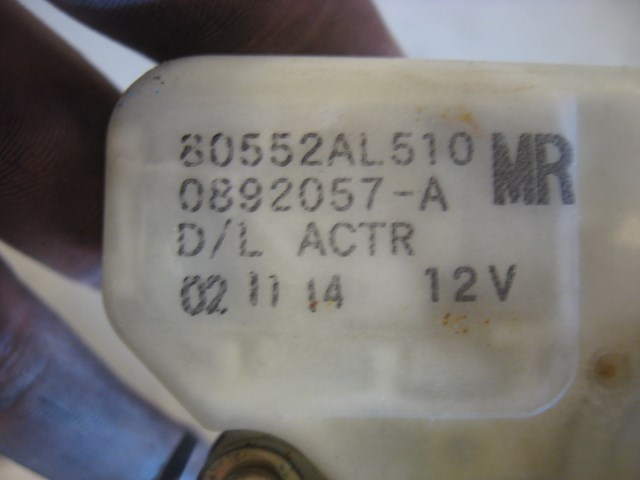 80552AL510 MR
0892057-A
D/L ACTR
02 11 14 12V